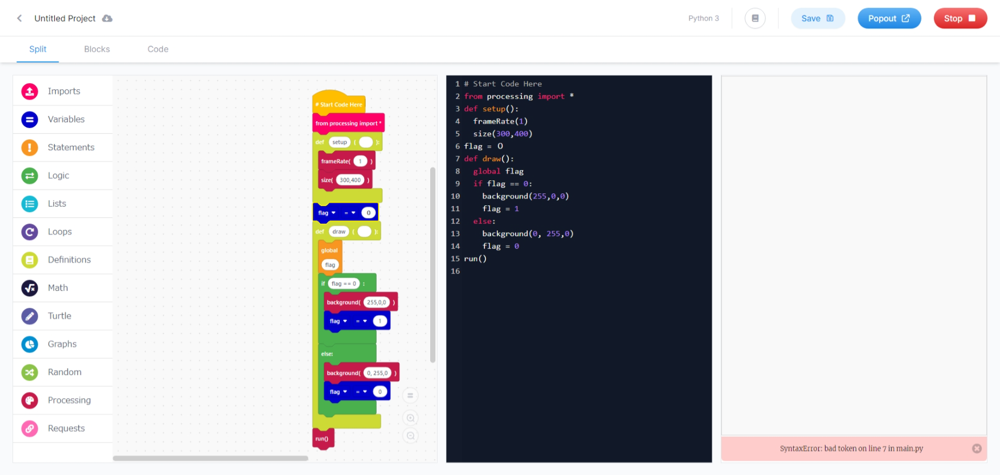 Untitled Project
Python 3
Save
Popout
Stop
Split
Blocks
Code
Imports
Variables
Statements
Logic
Lists
Loops
Definitions
Math
Turtle
Graphs
Random
Processing
Requests
# Start Code Here
from processing import *
def setup ( ):
frameRate( 1 )
size( 300,400 )
flag = O
def draw ( ):
global
flag
if flag == 0 :
background( 255,0,0 )
flag = 1
else:
background( 0, 255,0 )
flag = 0
run()
1 # Start Code Here
2 from processing import *
3 def setup():
4 frameRate(1)
5 size(300,400)
6 flag = O
7 def draw():
8 global flag
9 if flag == 0:
10 background(255,0,0)
11 flag = 1
12 else:
13 background(0, 255,0)
14 flag = 0
15 run()
16
SyntaxError: bad token on line 7 in main.py